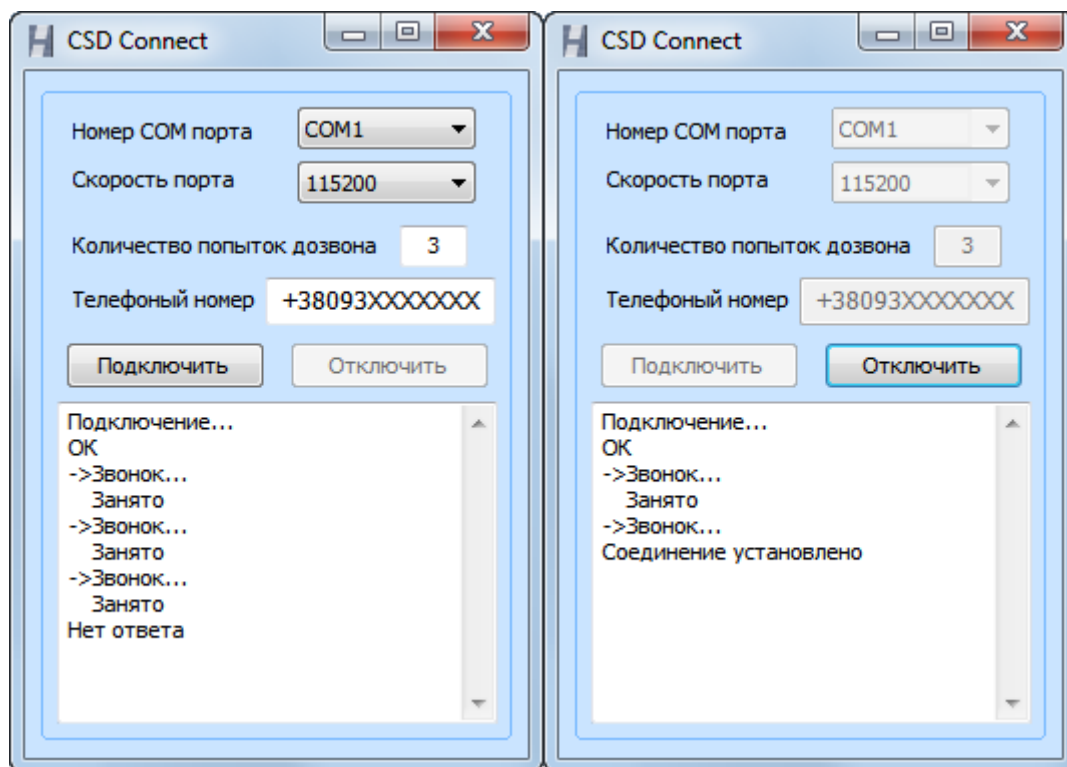 CSD Connect
Номер COM порта COM1
Скорость порта 115200
Количество попыток дозвона 3
Телефоный номер +38093XXXXXXX
Подключить Отключить
Подключение...
OK
->Звонок...
Занято
->Звонок...
Занято
->Звонок...
Занято
Нет ответа
CSD Connect
Номер COM порта COM1
Скорость порта 115200
Количество попыток дозвона 3
Телефоный номер +38093XXXXXXX
Подключить Отключить
Подключение...
OK
->Звонок...
Занято
->Звонок...
Соединение установлено